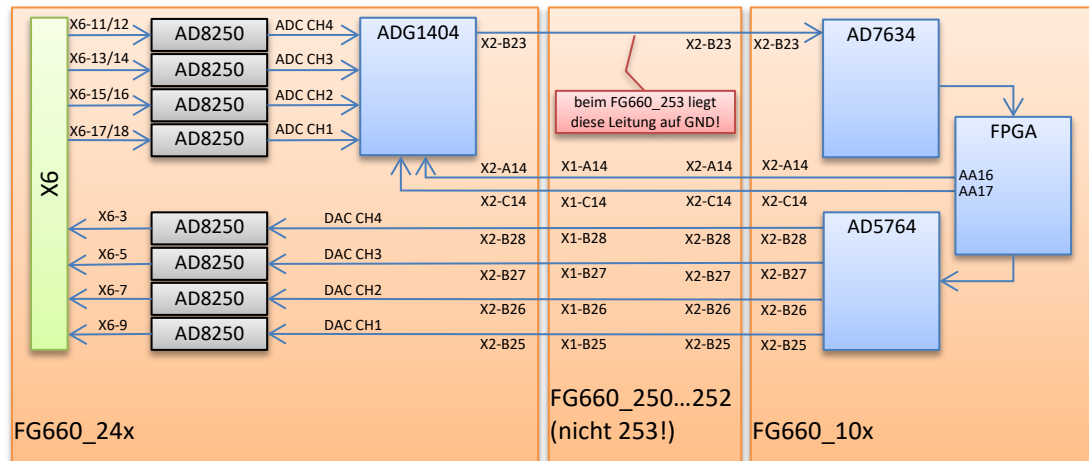 X6-11/12
X6-13/14
X6-15/16
X6-17/18
X6
AD8250
AD8250
AD8250
AD8250
ADC CH4
ADC CH3
ADC CH2
ADC CH1
ADG1404
X2-B23
X2-B23
X2-B23
beim FG660_253 liegt
diese Leitung auf GND!
AD7634
FPGA
AA16
AA17
X2-A14
X1-A14
X2-A14
X2-A14
X2-C14
X1-C14
X2-C14
X2-C14
X6-3
X6-5
X6-7
X6-9
AD8250
AD8250
AD8250
AD8250
DAC CH4
DAC CH3
DAC CH2
DAC CH1
X2-B28
X1-B28
X2-B28
X2-B28
X2-B27
X1-B27
X2-B27
X2-B27
X2-B26
X1-B26
X2-B26
X2-B26
X2-B25
X1-B25
X2-B25
X2-B25
AD5764
FG660_24x
FG660_250...252
(nicht 253!)
FG660_10x